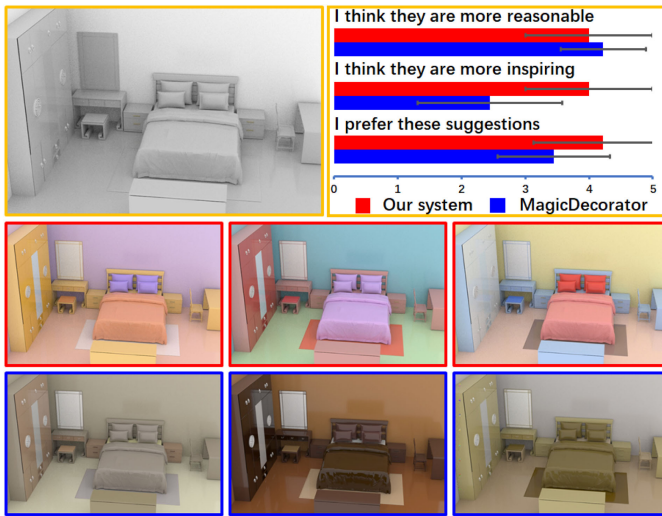 I think they are more reasonable
I think they are more inspiring
I prefer these suggestions
0 1 2 3 4 5
Our system MagicDecorator